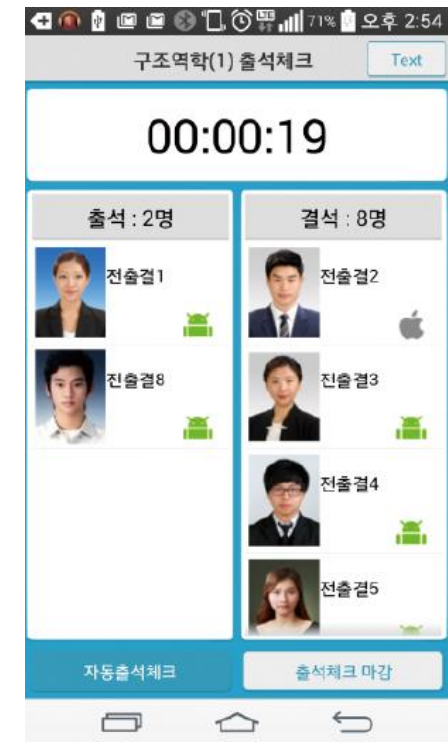 71% 오후 2:54
구조역학(1) 출석체크
Text
00:00:19
출석 : 2명
전출결1
전출결8
결석 : 8명
전출결2
전출결3
전출결4
전출결5
자동출석체크
출석체크 마감